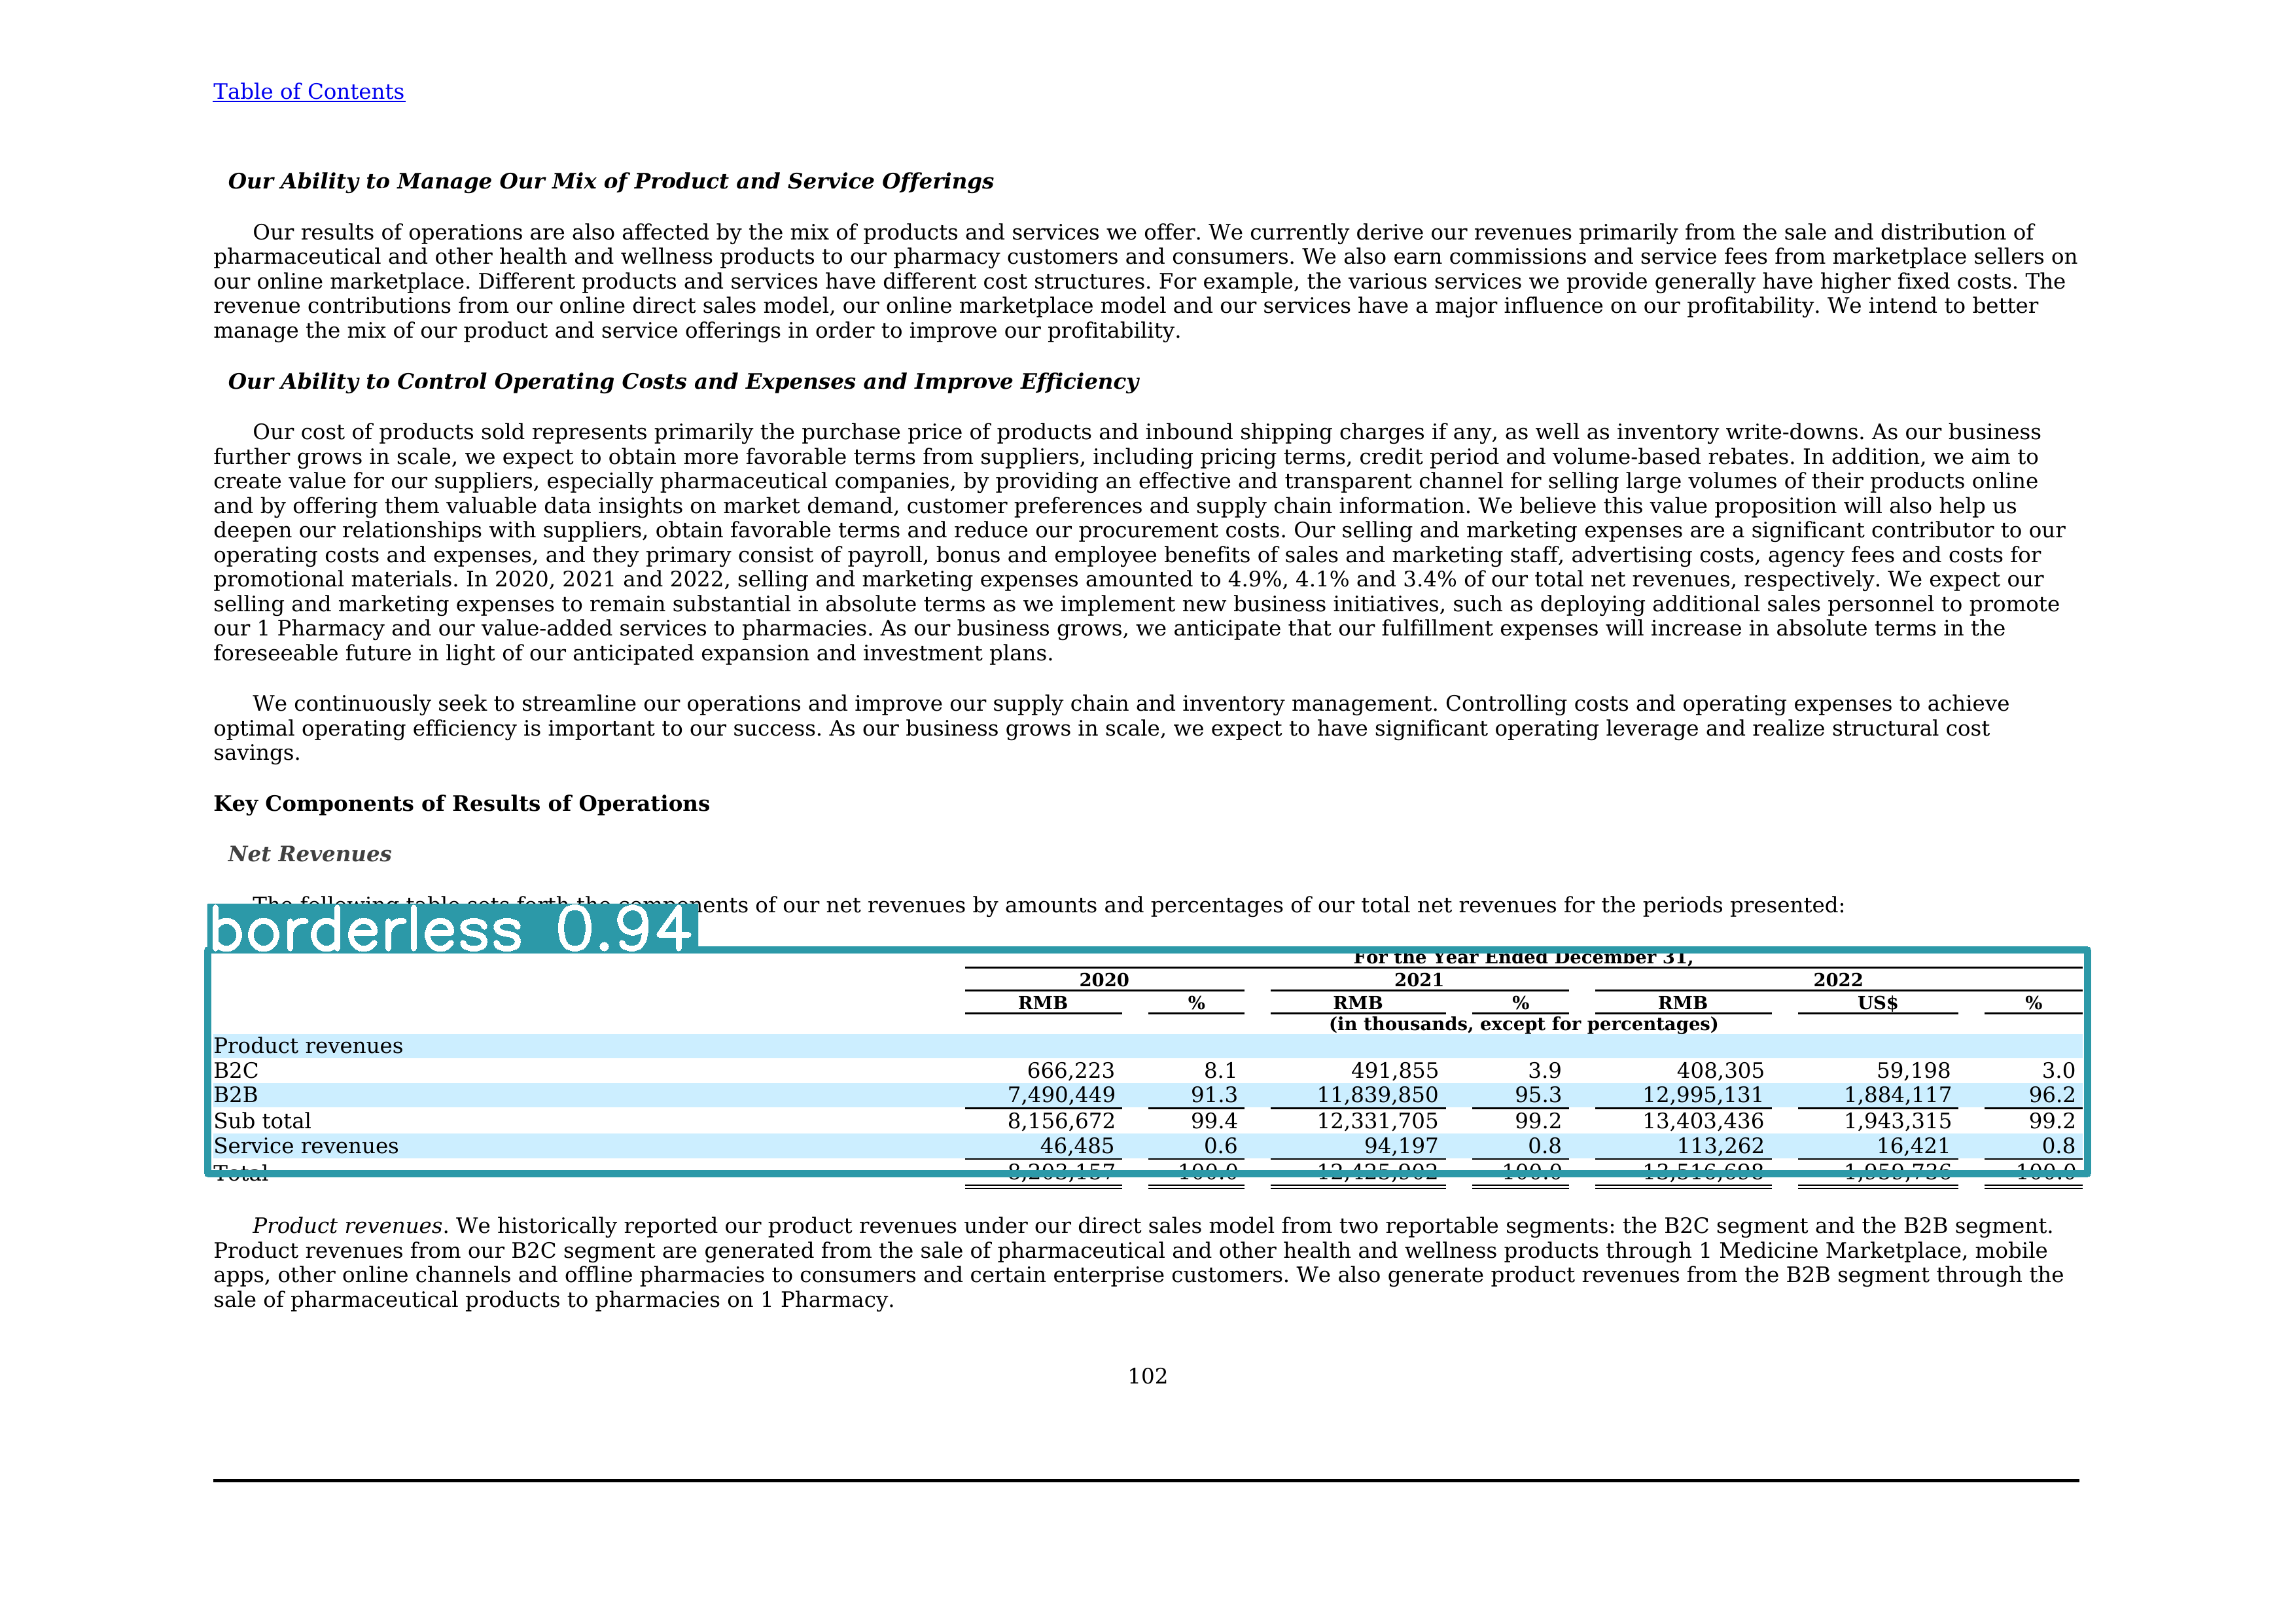 Table of Contents
Our Ability to Manage Our Mix of Product and Service Offerings
Our results of operations are also affected by the mix of products and services we offer. We currently derive our revenues primarily from the sale and distribution of
pharmaceutical and other health and wellness products to our pharmacy customers and consumers. We also earn commissions and service fees from marketplace sellers on
our online marketplace. Different products and services have different cost structures. For example, the various services we provide generally have higher fixed costs. The
revenue contributions from our online direct sales model, our online marketplace model and our services have a major influence on our profitability. We intend to better
manage the mix of our product and service offerings in order to improve our profitability.
Our Ability to Control Operating Costs and Expenses and Improve Efficiency
Our cost of products sold represents primarily the purchase price of products and inbound shipping charges if any, as well as inventory write-downs. As our business
further grows in scale, we expect to obtain more favorable terms from suppliers, including pricing terms, credit period and volume-based rebates. In addition, we aim to
create value for our suppliers, especially pharmaceutical companies, by providing an effective and transparent channel for selling large volumes of their products online
and by offering them valuable data insights on market demand, customer preferences and supply chain information. We believe this value proposition will also help us
deepen our relationships with suppliers, obtain favorable terms and reduce our procurement costs. Our selling and marketing expenses are a significant contributor to our
operating costs and expenses, and they primary consist of payroll, bonus and employee benefits of sales and marketing staff, advertising costs, agency fees and costs for
promotional materials. In 2020, 2021 and 2022, selling and marketing expenses amounted to 4.9%, 4.1% and 3.4% of our total net revenues, respectively. We expect our
selling and marketing expenses to remain substantial in absolute terms as we implement new business initiatives, such as deploying additional sales personnel to promote
our 1 Pharmacy and our value-added services to pharmacies. As our business grows, we anticipate that our fulfillment expenses will increase in absolute terms in the
foreseeable future in light of our anticipated expansion and investment plans.
We continuously seek to streamline our operations and improve our supply chain and inventory management. Controlling costs and operating expenses to achieve
optimal operating efficiency is important to our success. As our business grows in scale, we expect to have significant operating leverage and realize structural cost
savings.
Key Components of Results of Operations
Net Revenues
The following table sets forth the components of our net revenues by amounts and percentages of our total net revenues for the periods presented:
borderless 0.94
For the Year Ended December 31,
2020 2021 2022
RMB % RMB % RMB US$ %
(in thousands, except for percentages)
Product revenues
B2C 666,223 8.1 491,855 3.9 408,305 59,198 3.0
B2B 7,490,449 91.3 11,839,850 95.3 12,995,131 1,884,117 96.2
Sub total 8,156,672 99.4 12,331,705 99.2 13,403,436 1,943,315 99.2
Service revenues 46,485 0.6 94,197 0.8 113,262 16,421 0.8
Total 8,203,157 100.0 12,425,902 100.0 13,516,698 1,959,736 100.0
Product revenues. We historically reported our product revenues under our direct sales model from two reportable segments: the B2C segment and the B2B segment.
Product revenues from our B2C segment are generated from the sale of pharmaceutical and other health and wellness products through 1 Medicine Marketplace, mobile
apps, other online channels and offline pharmacies to consumers and certain enterprise customers. We also generate product revenues from the B2B segment through the
sale of pharmaceutical products to pharmacies on 1 Pharmacy.
102